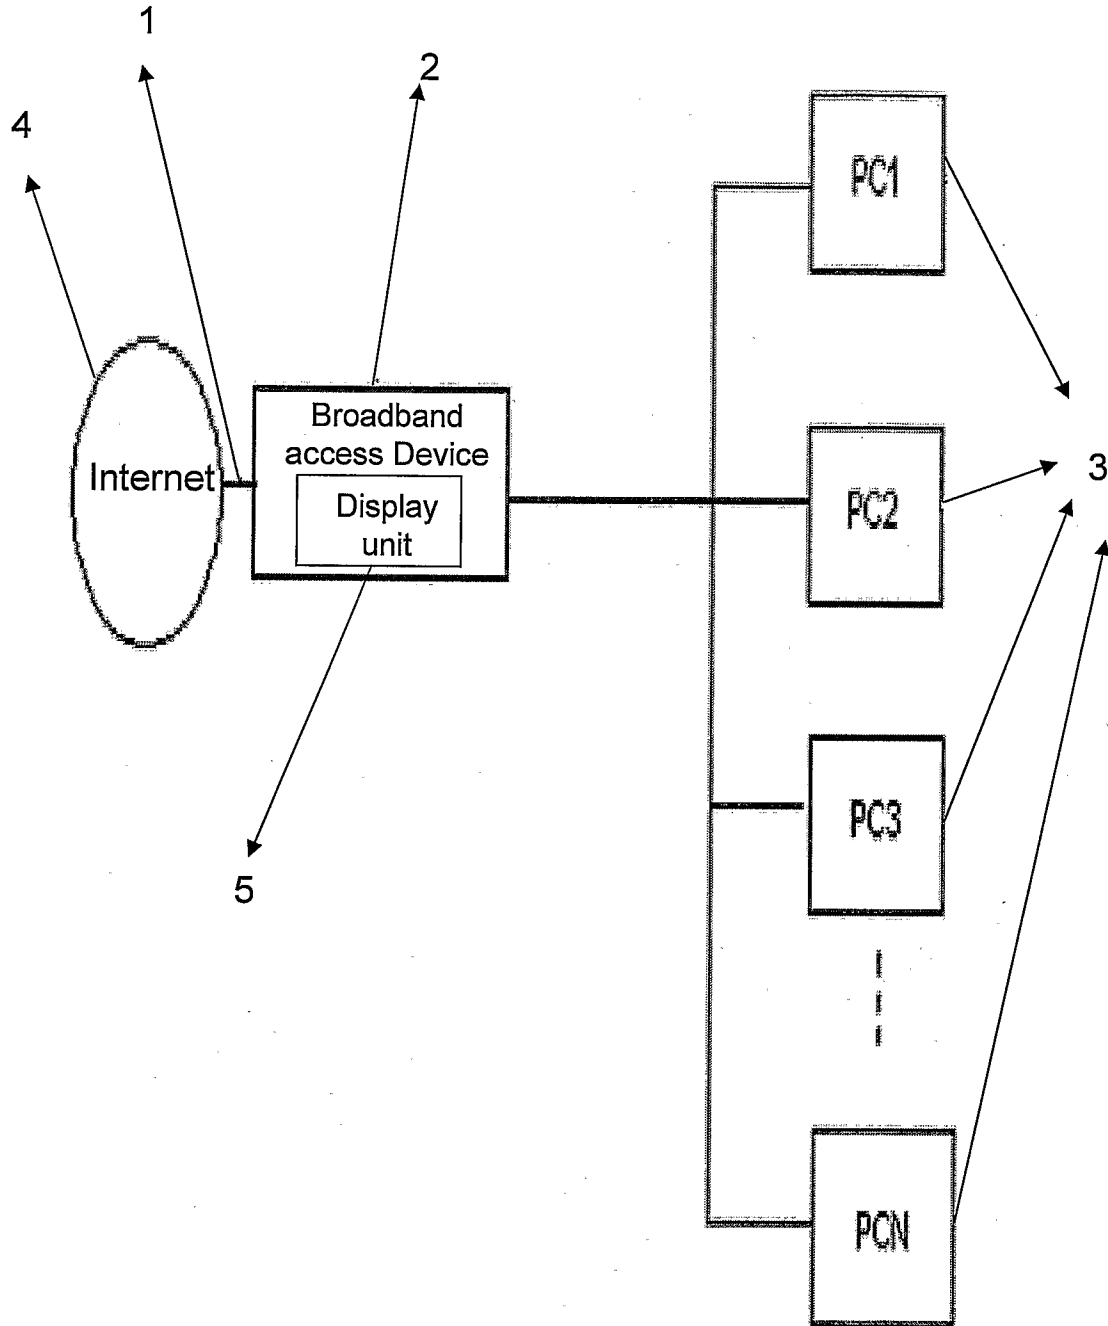 1
2
4
PC1
Broadband
access Device
Internet
Display
unit
PC2
3
PC3
5
PCN